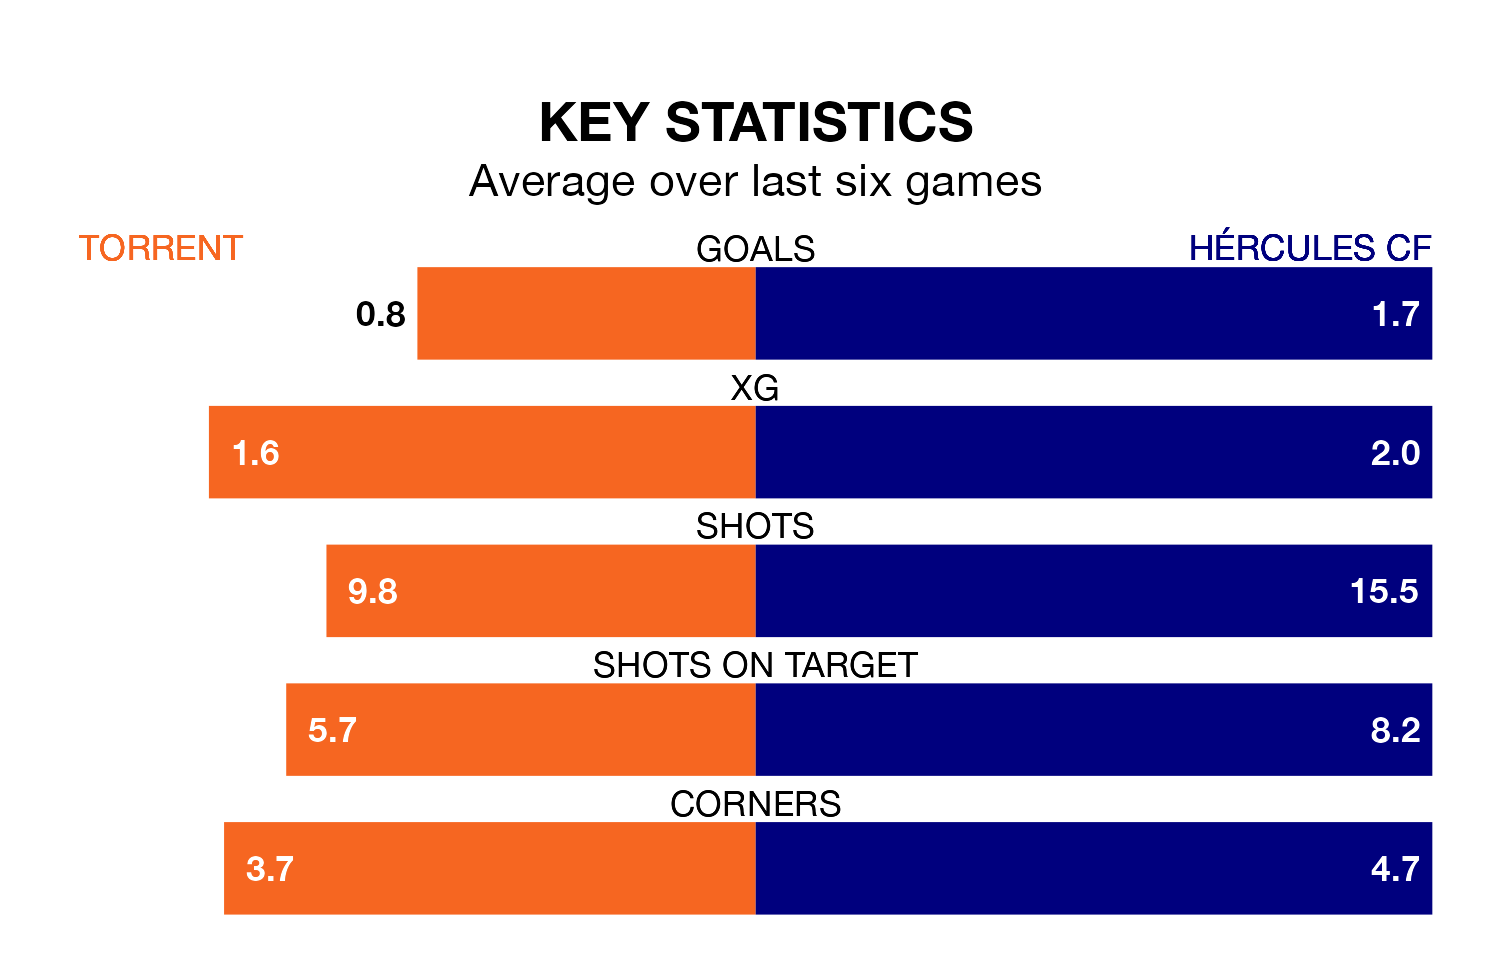 KEY STATISTICS
Average over last six games
TORRENT
GOALS
HÉRCULES CF
0.8
1.7
XG
1.6
2.0
SHOTS
9.8
15.5
SHOTS ON TARGET
5.7
8.2
CORNERS
3.7
4.7